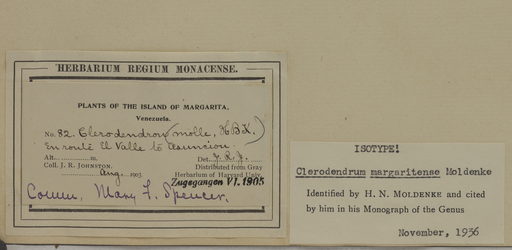 HERBARIUM REGIUM MONACENSE.
PLANTS OF THE ISLAND OF MARGARITA,
Venezuela.
No. 82. Clerodendron (molle, H.B.K.)
En route El Valle to Asuncion.
Alt. m. Det. J. R. J.
Coll. J. R. JOHNSTON. Distributed from Gray
Aug. 1903. Herbarium of Harvard Univ.
Zugegangen VI. 1905
Comm. Mary F. Spencer.
ISOTYPE!
Clerodendrum margaritense Moldenke
Identified by H. N. MOLDENKE and cited
by him in his Monograph of the Genus
November, 1956